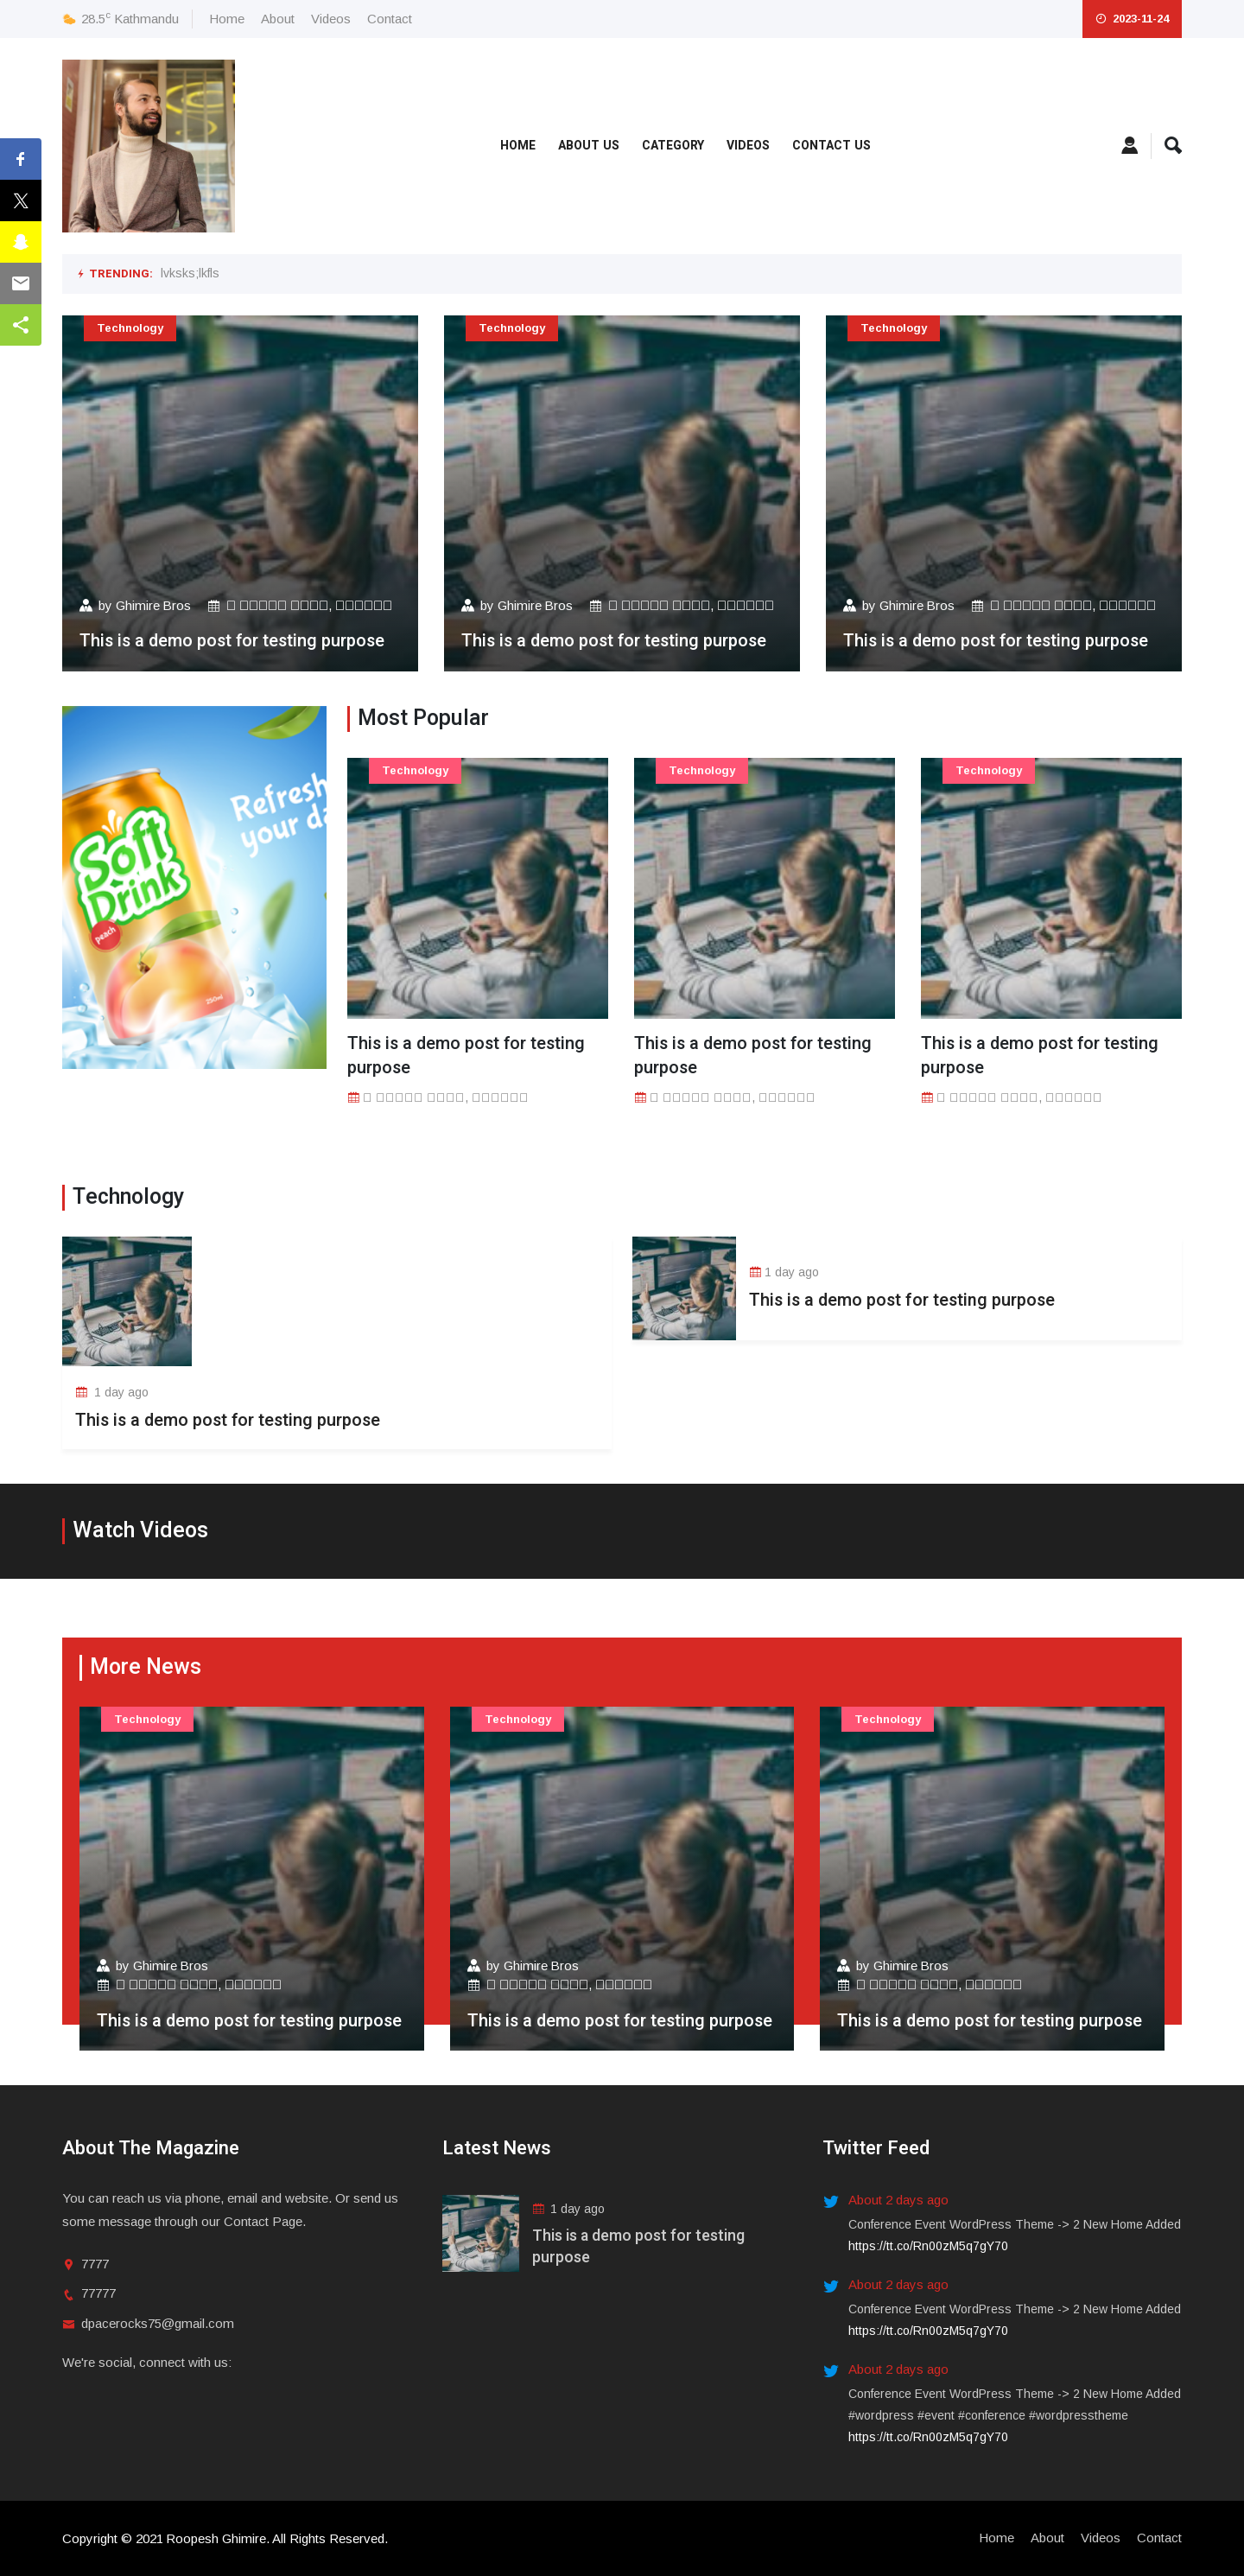 28.5c Kathmandu Home About Videos Contact 2023-11-24
HOME ABOUT US CATEGORY VIDEOS CONTACT US
TRENDING: lvksks;lkfls
Technology Technology Technology
by Ghimire Bros by Ghimire Bros by Ghimire Bros
This is a demo post for testing purpose This is a demo post for testing purpose This is a demo post for testing purpose
Refresh
your da
Soft
Drink
peach
250ml
Most Popular
Technology Technology Technology
This is a demo post for testing
purpose
This is a demo post for testing
purpose
This is a demo post for testing
purpose
Technology
1 day ago
This is a demo post for testing purpose
1 day ago
This is a demo post for testing purpose
Watch Videos
More News
Technology Technology Technology
by Ghimire Bros by Ghimire Bros by Ghimire Bros
This is a demo post for testing purpose This is a demo post for testing purpose This is a demo post for testing purpose
About The Magazine
You can reach us via phone, email and website. Or send us
some message through our Contact Page.
7777
77777
dpacerocks75@gmail.com
We're social, connect with us:
Latest News
1 day ago
This is a demo post for testing
purpose
Twitter Feed
About 2 days ago
Conference Event WordPress Theme -> 2 New Home Added
https://tt.co/Rn00zM5q7gY70
About 2 days ago
Conference Event WordPress Theme -> 2 New Home Added
https://tt.co/Rn00zM5q7gY70
About 2 days ago
Conference Event WordPress Theme -> 2 New Home Added
#wordpress #event #conference #wordpresstheme
https://tt.co/Rn00zM5q7gY70
Copyright © 2021 Roopesh Ghimire. All Rights Reserved. Home About Videos Contact